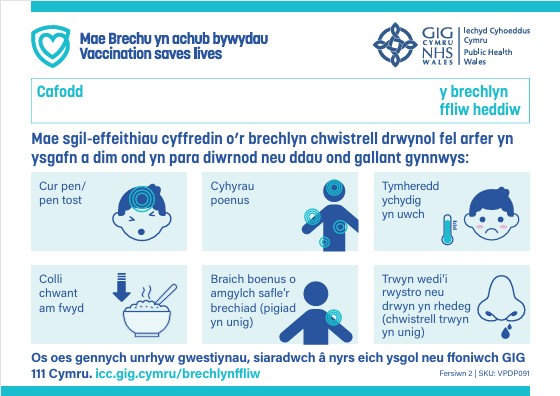 Mae Brechu yn achub bywydau
Vaccination saves lives
GIG
CYMRU
NHS
WALES
Iechyd Cyhoeddus
Cymru
Public Health
Wales
Cafodd
y brechlyn
ffliw heddiw
Mae sgil-effeithiau cyffredin o'r brechlyn chwistrell drwynol fel arfer yn
ysgafn a dim ond yn para diwrnod neu ddau ond gallant gynnwys:
Cur pen/
pen tost
Cyhyrau
poenus
Tymheredd
ychydig
yn uwch
Colli
chwant
am fwyd
Braich boenus o
amgylch safle'r
brechiad (pigiad
yn unig)
Trwyn wedi'i
rwystro neu
drwyn yn rhedeg
(chwistrell trwyn
yn unig)
Os oes gennych unrhyw gwestiynau, siaradwch â nyrs eich ysgol neu ffoniwch GIG
111 Cymru. icc.gig.cymru/brechlynffliw
Fersiwn 2 | SKU: VPDP091